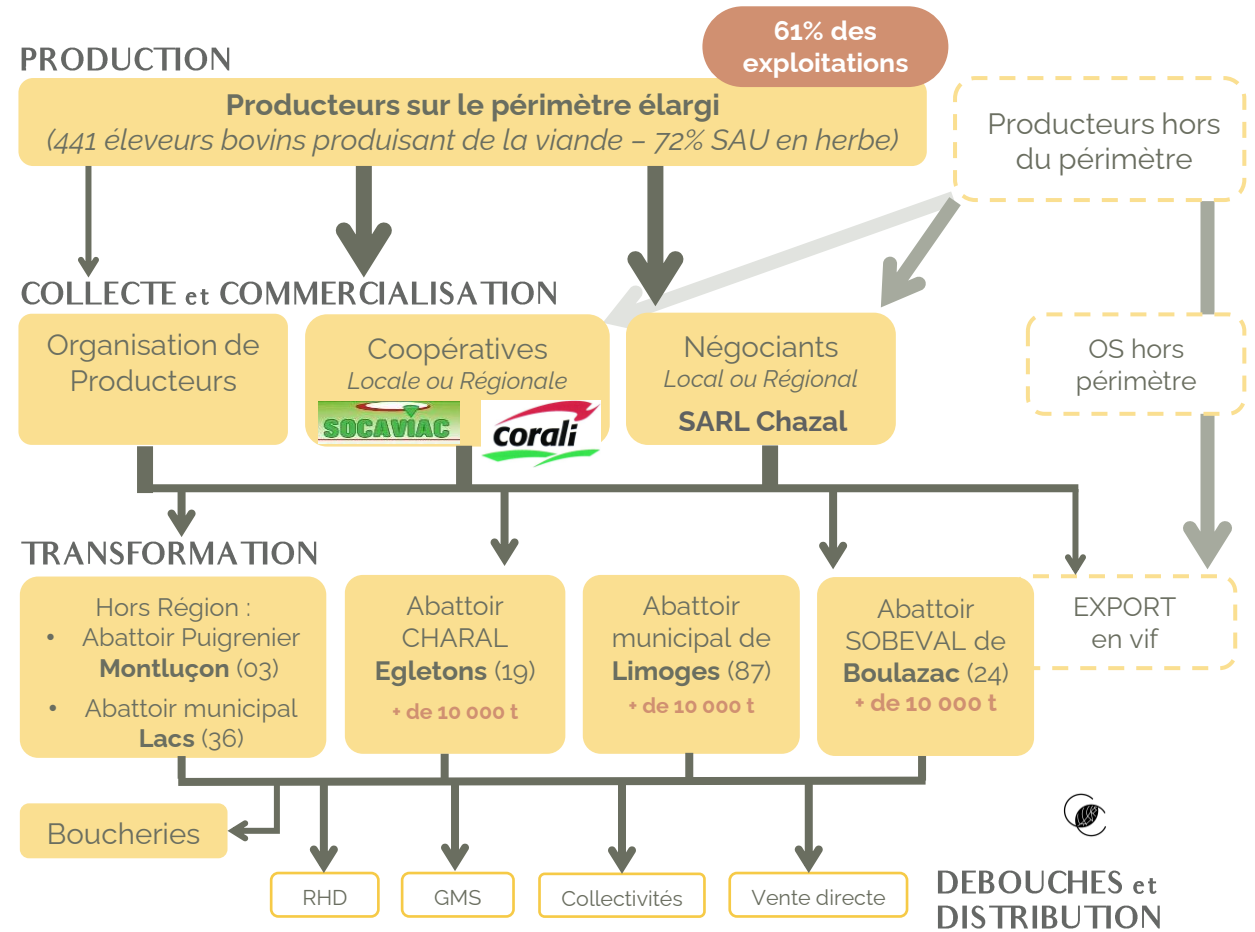 61% des
exploitations
PRODUCTION
Producteurs sur le périmètre élargi
(441 éleveurs bovins produisant de la viande – 72% SAU en herbe)
Producteurs hors
du périmètre
COLLECTE et COMMERCIALISATION
Organisation de
Producteurs
Coopératives
Locale ou Régionale
SOCAVIAC
corali
Négociants
Local ou Régional
SARL Chazal
OS hors
périmètre
TRANSFORMATION
Hors Région :
• Abattoir Puigrenier
Montluçon (03)
• Abattoir municipal
Lacs (36)
Abattoir
CHARAL
Egletons (19)
+ de 10 000 t
Abattoir
municipal de
Limoges (87)
+ de 10 000 t
Abattoir
SOBEVAL de
Boulazac (24)
+ de 10 000 t
EXPORT
en vif
Boucheries
RHD
GMS
Collectivités
Vente directe
DEBOUCHES et
DISTRIBUTION